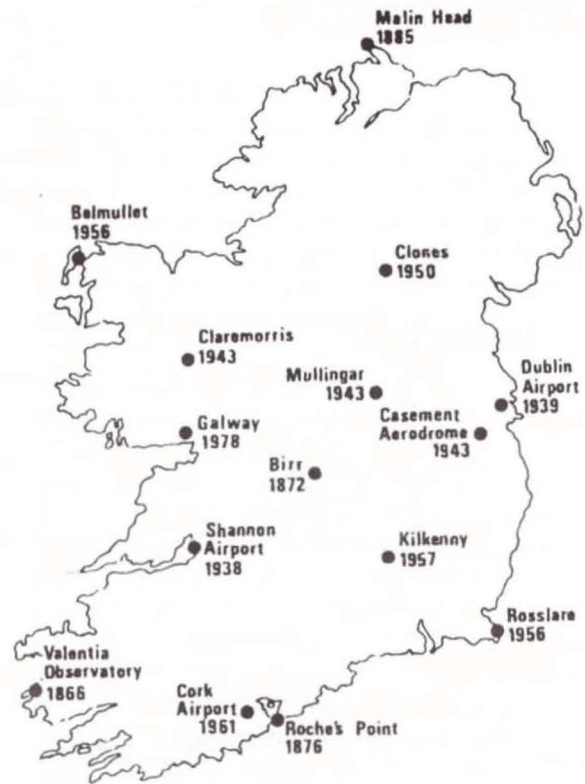 Malin Head
1885
Belmullet
1956
Clones
1950
Claremorris
1943
Mullingar
1943
Dublin
Airport
1939
Casement
Aerodrome
1943
Galway
1978
Birr
1872
Shannon
Airport
1938
Kilkenny
1957
Rosslare
1956
Valentia
Observatory
1866
Cork
Airport
1961
Roche's Point
1876